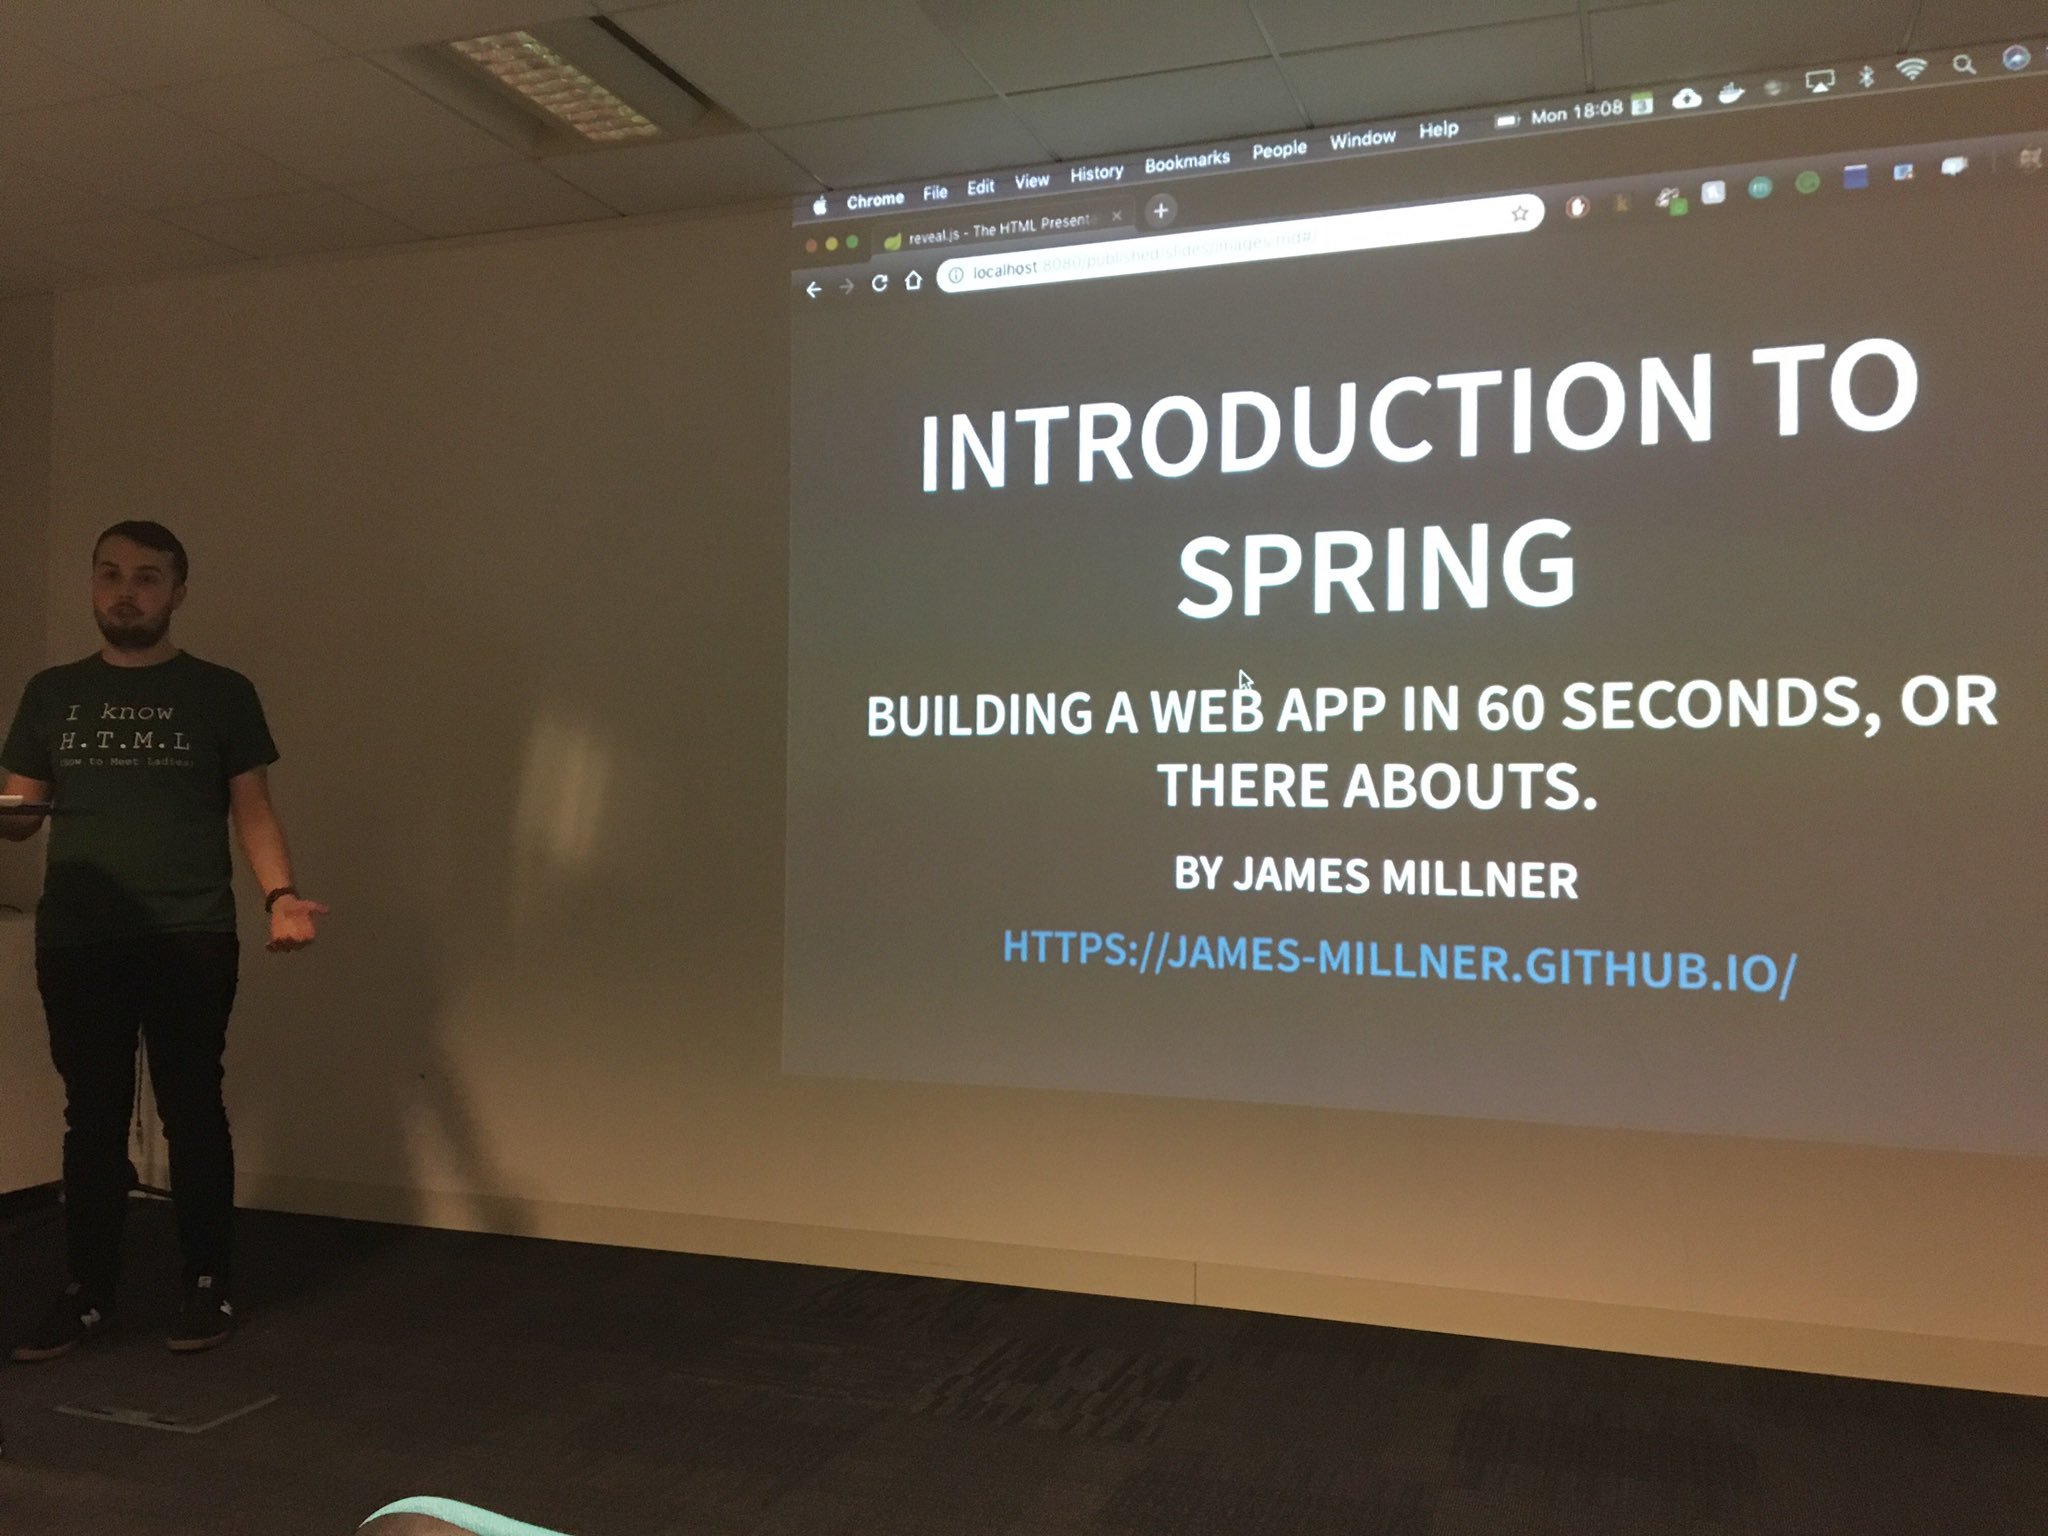 Chrome File Edit View History Bookmarks People Window Help Mon 18:08
reveal.js - The HTML Present
localhost:8080/published/slides/images.md#/
INTRODUCTION TO
SPRING
BUILDING A WEB APP IN 60 SECONDS, OR
THERE ABOUTS.
BY JAMES MILLNER
HTTPS://JAMES-MILLNER.GITHUB.IO/
I know
H.T.M.L
(How to Meet Ladies)